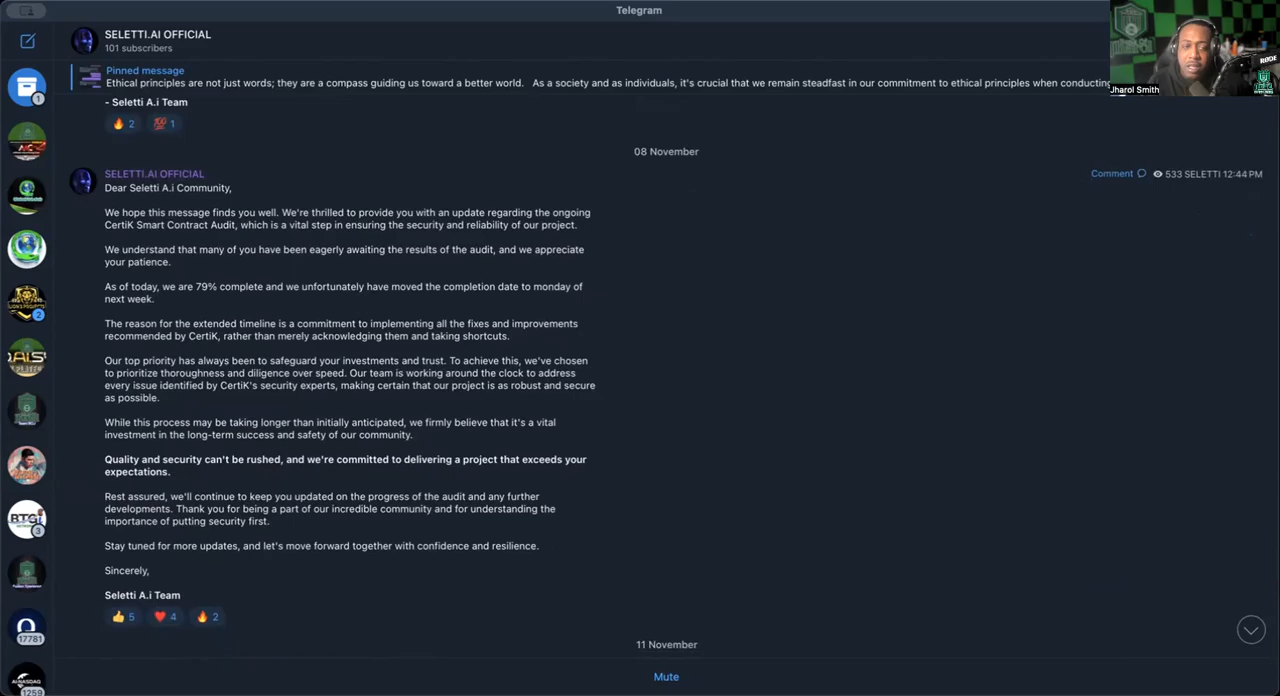 Telegram
SELETTI.AI OFFICIAL
101 subscribers
Pinned message
Ethical principles are not just words; they are a compass guiding us toward a better world. As a society and as individuals, it's crucial that we remain steadfast in our commitment to ethical principles when conducting
RODE
Jharol Smith
- Seletti A.i Team
🔥 2 💯 1
08 November
SELETTI.AI OFFICIAL
Comment 533 SELETTI 12:44 PM
Dear Seletti A.i Community,
We hope this message finds you well. We're thrilled to provide you with an update regarding the ongoing
CertiK Smart Contract Audit, which is a vital step in ensuring the security and reliability of our project.
We understand that many of you have been eagerly awaiting the results of the audit, and we appreciate
your patience.
As of today, we are 79% complete and we unfortunately have moved the completion date to monday of
next week.
The reason for the extended timeline is a commitment to implementing all the fixes and improvements
recommended by CertiK, rather than merely acknowledging them and taking shortcuts.
Our top priority has always been to safeguard your investments and trust. To achieve this, we've chosen
to prioritize thoroughness and diligence over speed. Our team is working around the clock to address
every issue identified by CertiK's security experts, making certain that our project is as robust and secure
as possible.
While this process may be taking longer than initially anticipated, we firmly believe that it's a vital
investment in the long-term success and safety of our community.
Quality and security can't be rushed, and we're committed to delivering a project that exceeds your
expectations.
Rest assured, we'll continue to keep you updated on the progress of the audit and any further
developments. Thank you for being a part of our incredible community and for understanding the
importance of putting security first.
Stay tuned for more updates, and let's move forward together with confidence and resilience.
Sincerely,
Seletti A.i Team
👍 5 ❤️ 4 🔥 2
11 November
Mute
1
2
BTG
3
17781
AI-NASDAQ
1259